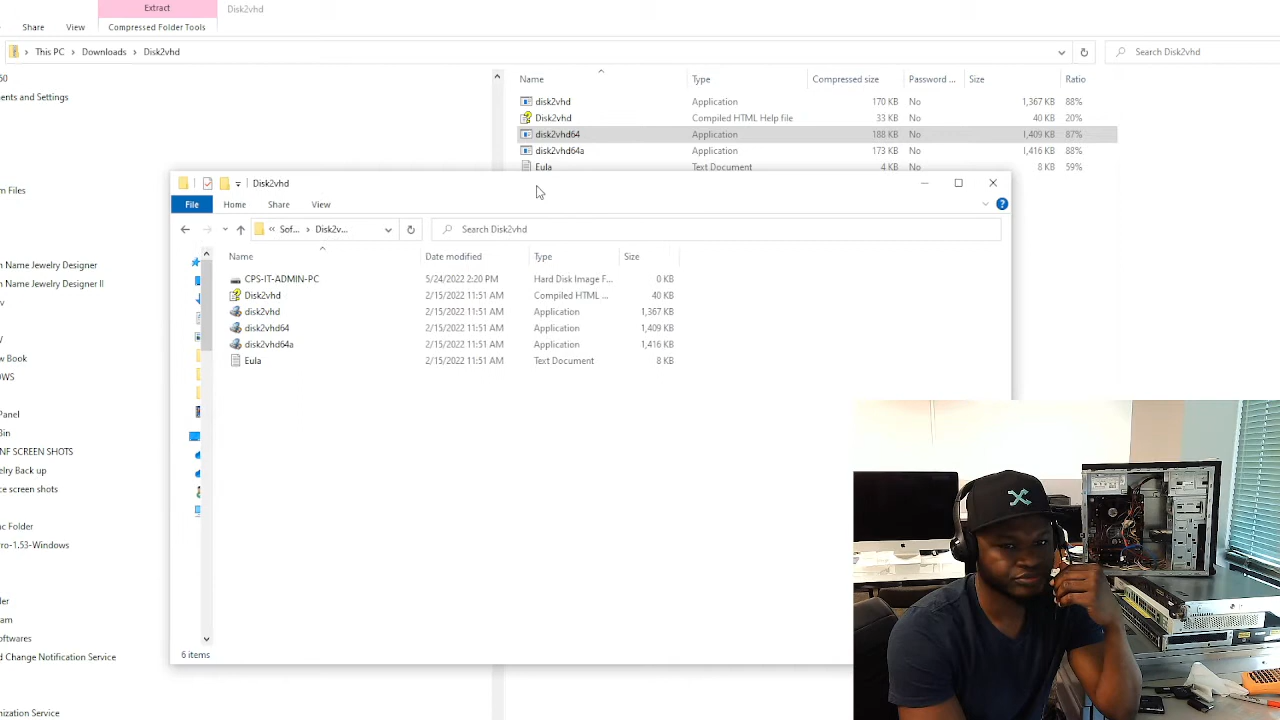 Extract
Disk2vhd
Share
View
Compressed Folder Tools
This PC
Downloads
Disk2vhd
Search Disk2vhd
ents and Settings
m Files
n Name Jewelry Designer
n Name Jewelry Designer II
w Book
OWS
Panel
Bin
NF SCREEN SHOTS
elry Back up
ce screen shots
c Folder
ro-1.53-Windows
am
softwares
d Change Notification Service
nization Service
Name Type Compressed size Password ... Size Ratio
disk2vhd Application 170 KB No 1,367 KB 88%
Disk2vhd Compiled HTML Help file 33 KB No 40 KB 20%
disk2vhd64 Application 188 KB No 1,409 KB 87%
disk2vhd64a Application 173 KB No 1,416 KB 88%
Eula Text Document 4 KB No 8 KB 59%
Disk2vhd
File Home Share View
« Sof... Disk2v... Search Disk2vhd
Name Date modified Type Size
CPS-IT-ADMIN-PC 5/24/2022 2:20 PM Hard Disk Image F... 0 KB
Disk2vhd 2/15/2022 11:51 AM Compiled HTML ... 40 KB
disk2vhd 2/15/2022 11:51 AM Application 1,367 KB
disk2vhd64 2/15/2022 11:51 AM Application 1,409 KB
disk2vhd64a 2/15/2022 11:51 AM Application 1,416 KB
Eula 2/15/2022 11:51 AM Text Document 8 KB
6 items